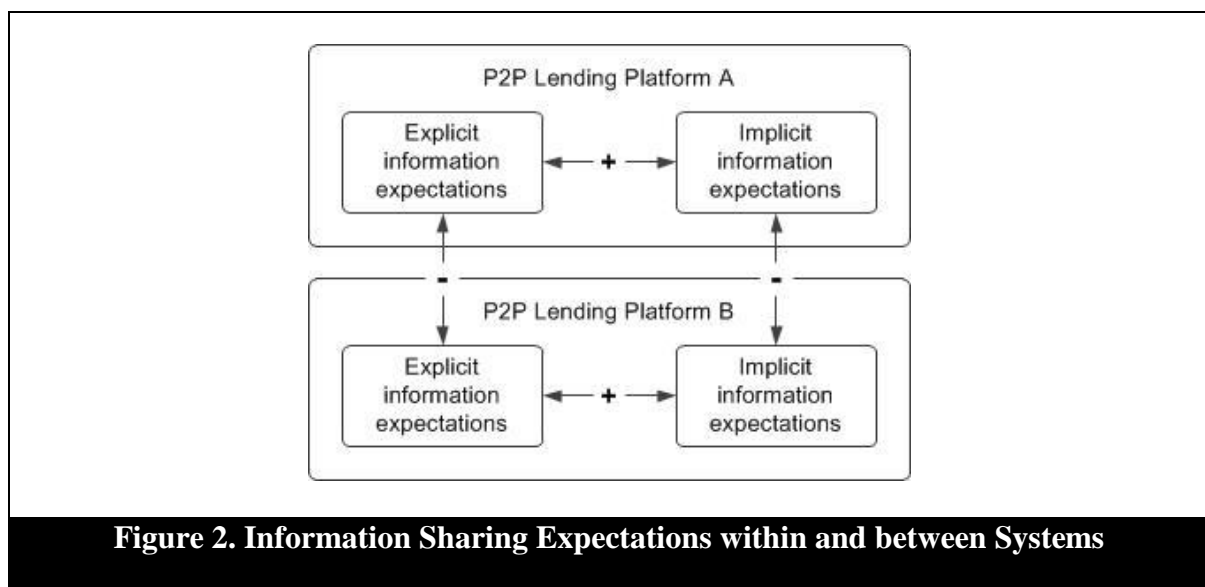 P2P Lending Platform A
Explicit
information
expectations
+
Implicit
information
expectations
- -
P2P Lending Platform B
Explicit
information
expectations
+
Implicit
information
expectations
Figure 2. Information Sharing Expectations within and between Systems